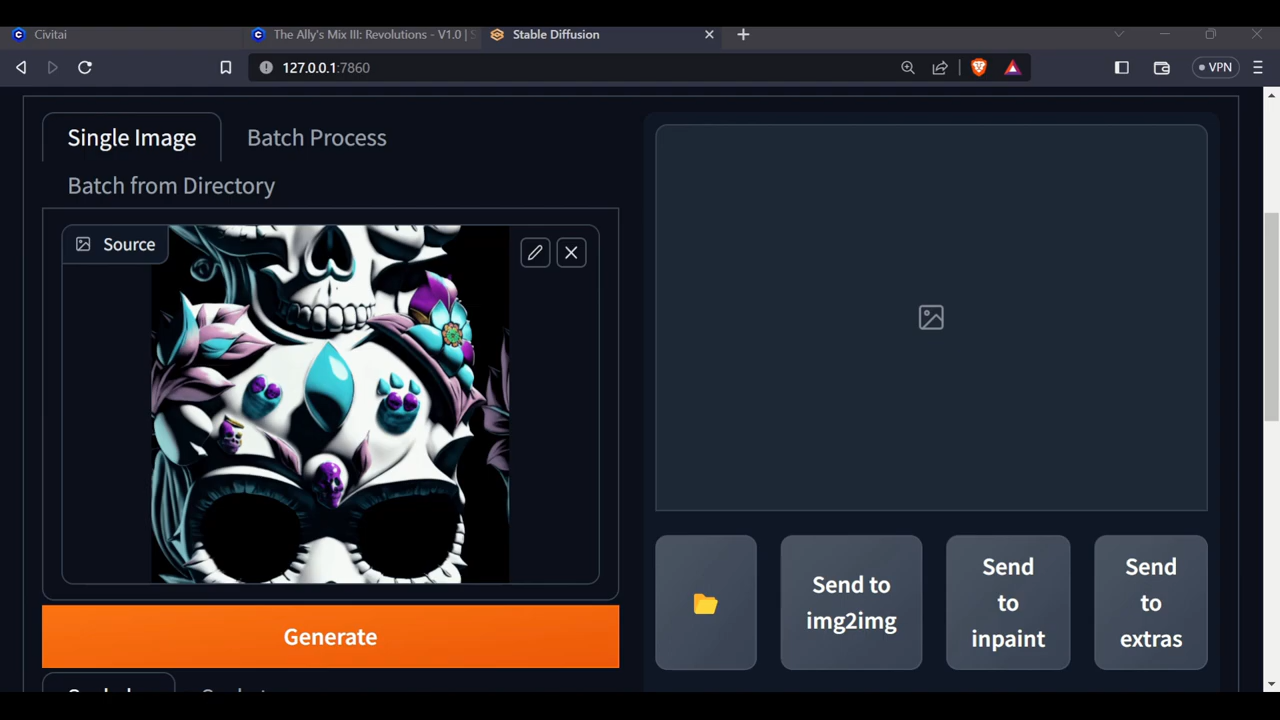 Civitai
The Ally's Mix III: Revolutions - V1.0 | S
Stable Diffusion
127.0.0.1:7860
VPN
Single Image
Batch Process
Batch from Directory
Source
Generate
Send to img2img
Send to inpaint
Send to extras